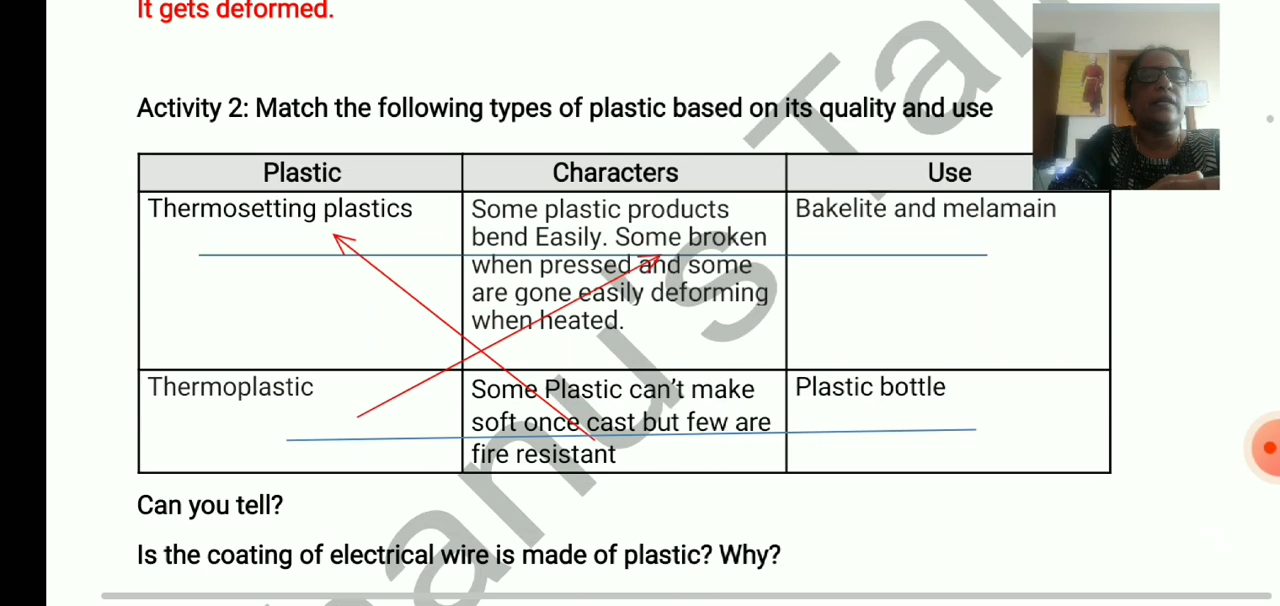 It gets deformed.
Activity 2: Match the following types of plastic based on its quality and use
Plastic
Characters
Use
Thermosetting plastics
Some plastic products
bend Easily. Some broken
when pressed and some
are gone easily deforming
when heated.
Bakelite and melamain
Thermoplastic
Some Plastic can't make
soft once cast but few are
fire resistant
Plastic bottle
Can you tell?
Is the coating of electrical wire is made of plastic? Why?